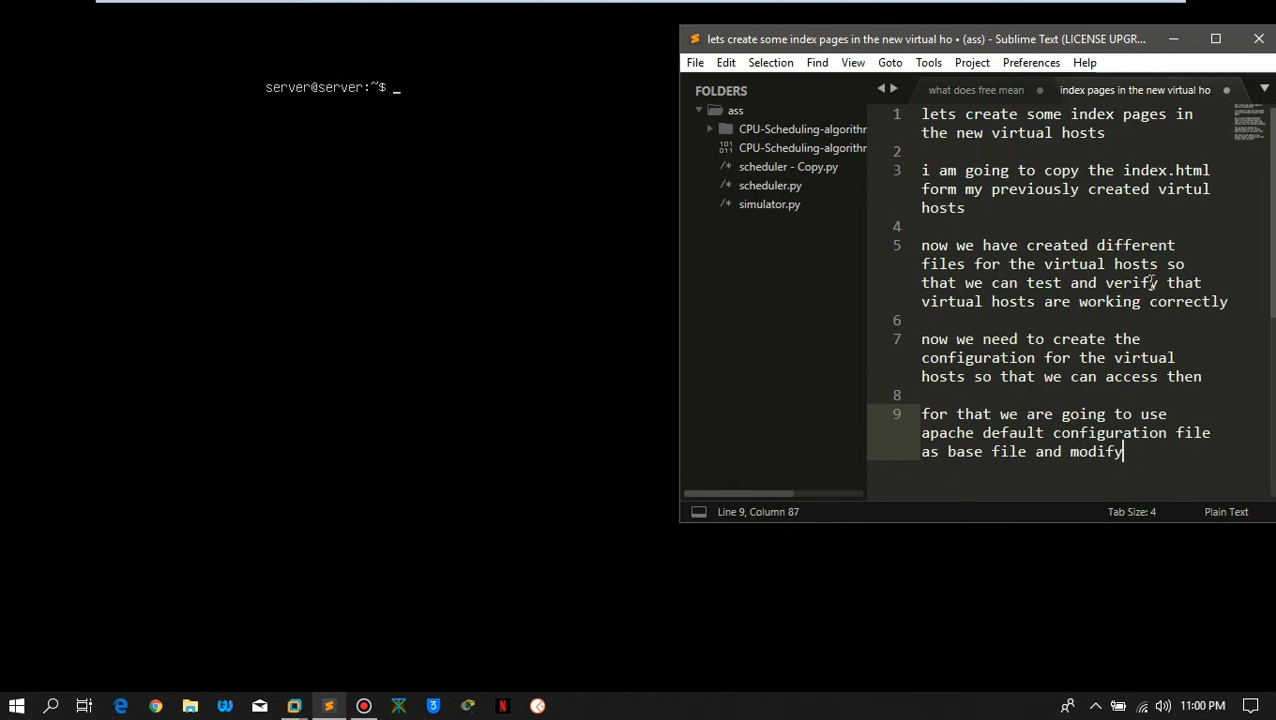 lets create some index pages in the new virtual ho • (ass) - Sublime Text (LICENSE UPGR...
File Edit Selection Find View Goto Tools Project Preferences Help
server@server:~$ _
FOLDERS
ass
CPU-Scheduling-algorithr
CPU-Scheduling-algorithr
scheduler - Copy.py
scheduler.py
simulator.py
what does free mean
index pages in the new virtual ho
1 lets create some index pages in
the new virtual hosts
2
3 i am going to copy the index.html
form my previously created virtul
hosts
4
5 now we have created different
files for the virtual hosts so
that we can test and verify that
virtual hosts are working correctly
6
7 now we need to create the
configuration for the virtual
hosts so that we can access then
8
9 for that we are going to use
apache default configuration file
as base file and modify
Line 9, Column 87
Tab Size: 4
Plain Text
11:00 PM